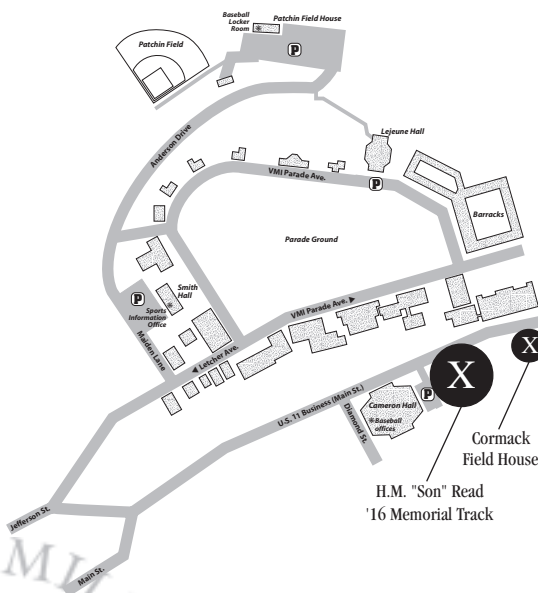 Baseball
Locker
Room
Patchin Field House
P
Patchin Field
Anderson Drive
Lejeune Hall
VMI Parade Ave.
P
Barracks
Parade Ground
Smith
Hall
P
Sports
Information
Office
Malden Lane
VMI Parade Ave.
Letcher Ave.
X
X
U.S. 11 Business (Main St.)
P
Cameron Hall
Baseball
offices
Diamond St.
Cormack
Field House
H.M. "Son" Read
'16 Memorial Track
Jefferson St.
Main St.